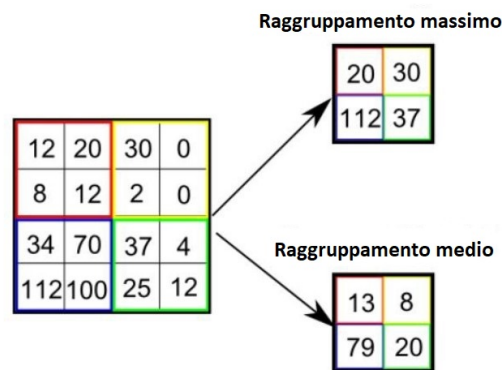 Raggruppamento massimo
20 30
112 37
12 20 30 0
8 12 2 0
34 70 37 4
112 100 25 12
Raggruppamento medio
13 8
79 20